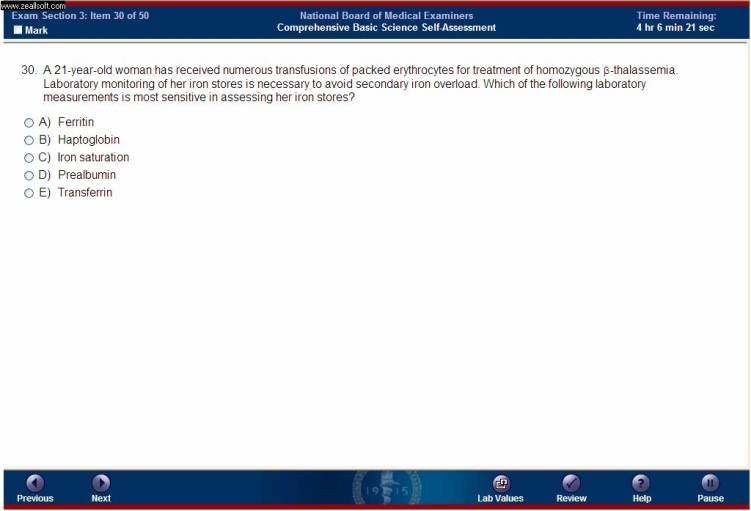 www.zeallsoft.com
Exam Section 3: Item 30 of 50
National Board of Medical Examiners
Time Remaining:
Mark
Comprehensive Basic Science Self-Assessment
4 hr 6 min 21 sec
30. A 21-year-old woman has received numerous transfusions of packed erythrocytes for treatment of homozygous β-thalassemia.
Laboratory monitoring of her iron stores is necessary to avoid secondary iron overload. Which of the following laboratory
measurements is most sensitive in assessing her iron stores?
A) Ferritin
B) Haptoglobin
C) Iron saturation
D) Prealbumin
E) Transferrin
1915
Previous Next Lab Values Review Help Pause